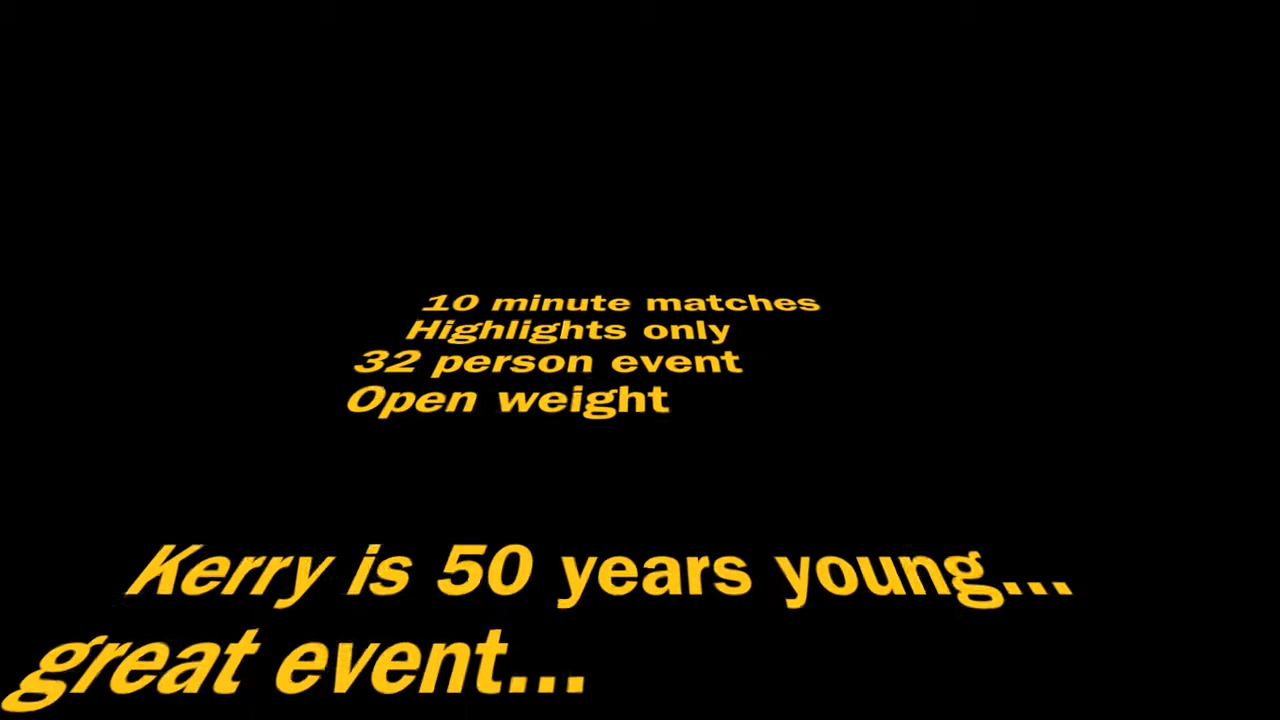 10 minute matches
Highlights only
32 person event
Open weight
Kerry is 50 years young...
great event...